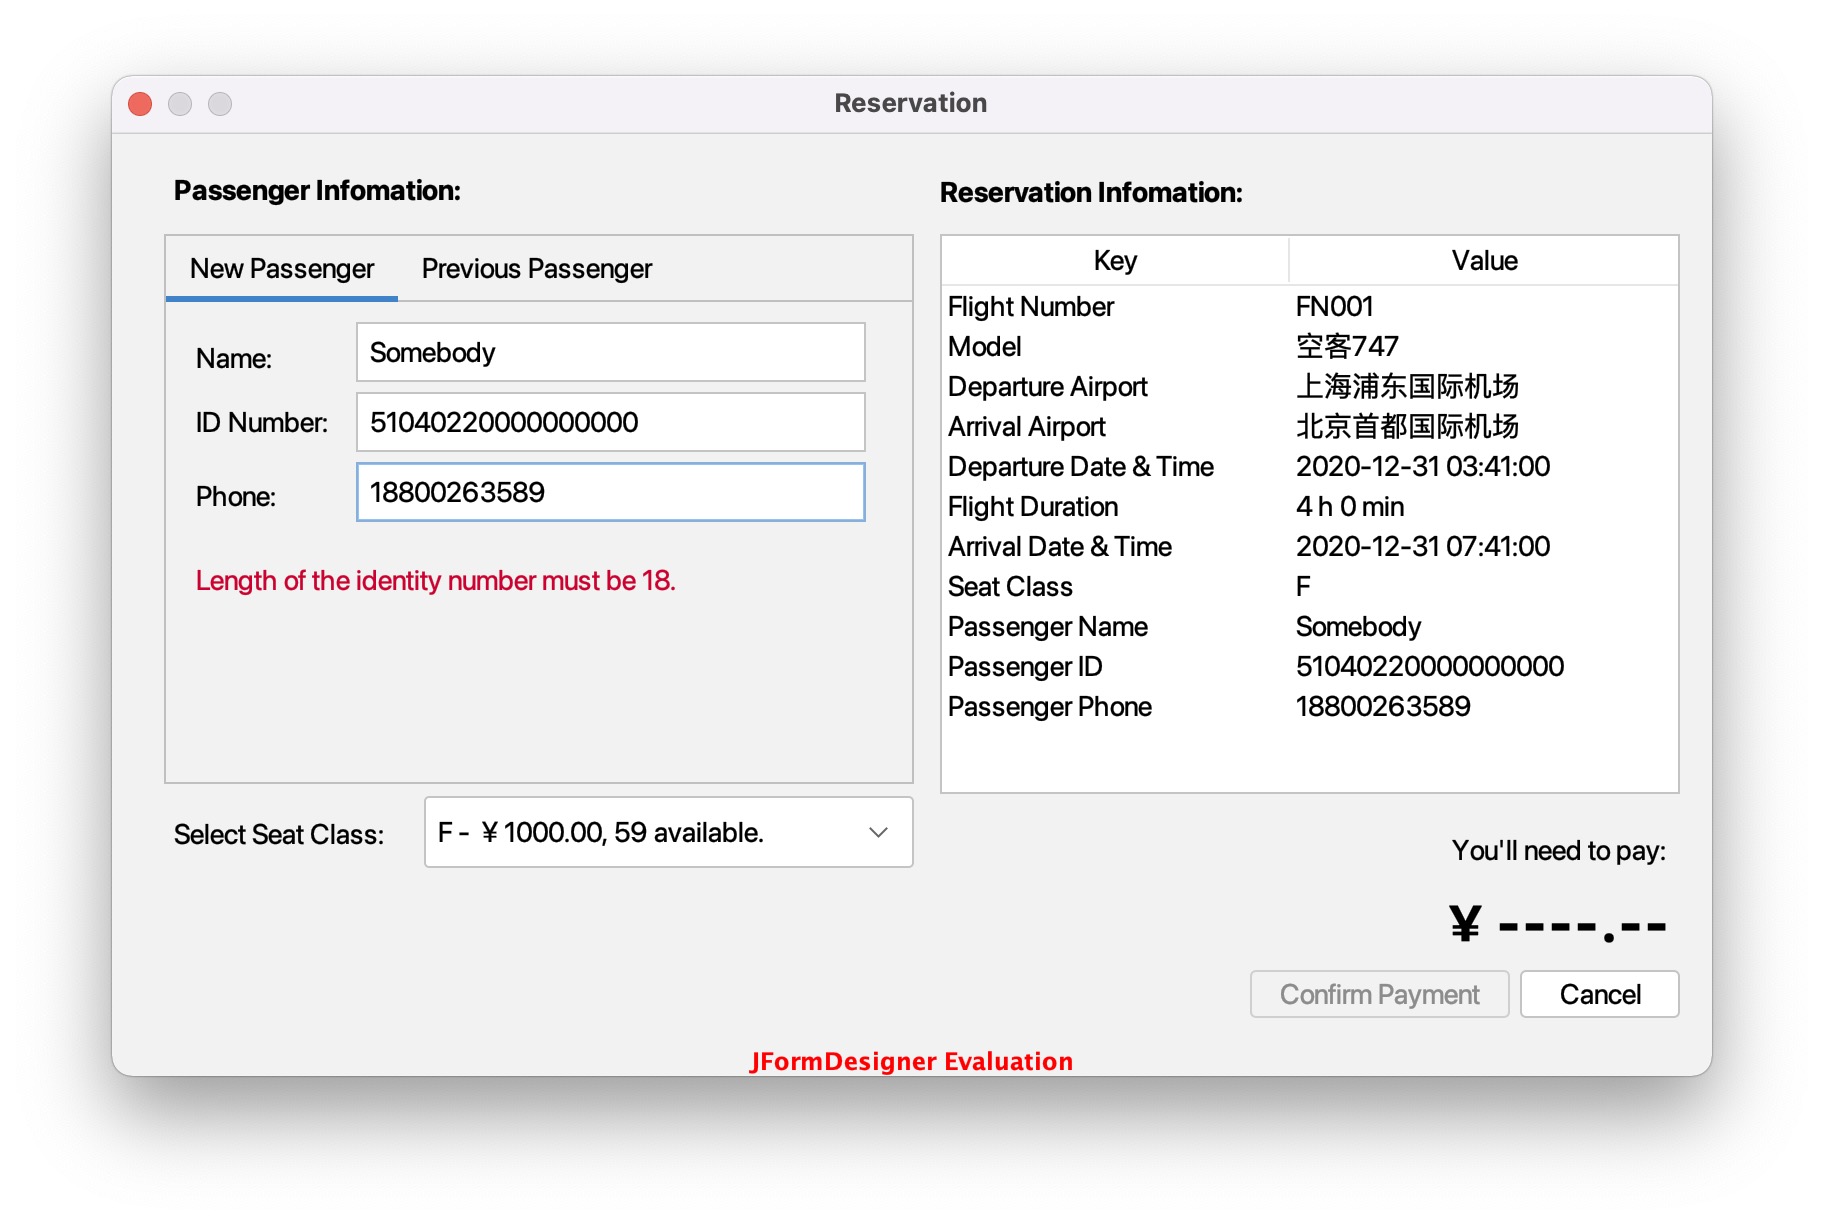 Reservation
Passenger Infomation:
New Passenger Previous Passenger
Name: Somebody
ID Number: 51040220000000000
Phone: 18800263589
Length of the identity number must be 18.
Select Seat Class: F - ¥ 1000.00, 59 available.
Reservation Infomation:
Key Value
Flight Number FN001
Model 空客747
Departure Airport 上海浦东国际机场
Arrival Airport 北京首都国际机场
Departure Date & Time 2020-12-31 03:41:00
Flight Duration 4 h 0 min
Arrival Date & Time 2020-12-31 07:41:00
Seat Class F
Passenger Name Somebody
Passenger ID 51040220000000000
Passenger Phone 18800263589
You'll need to pay:
¥ ----.--
Confirm Payment Cancel
JFormDesigner Evaluation